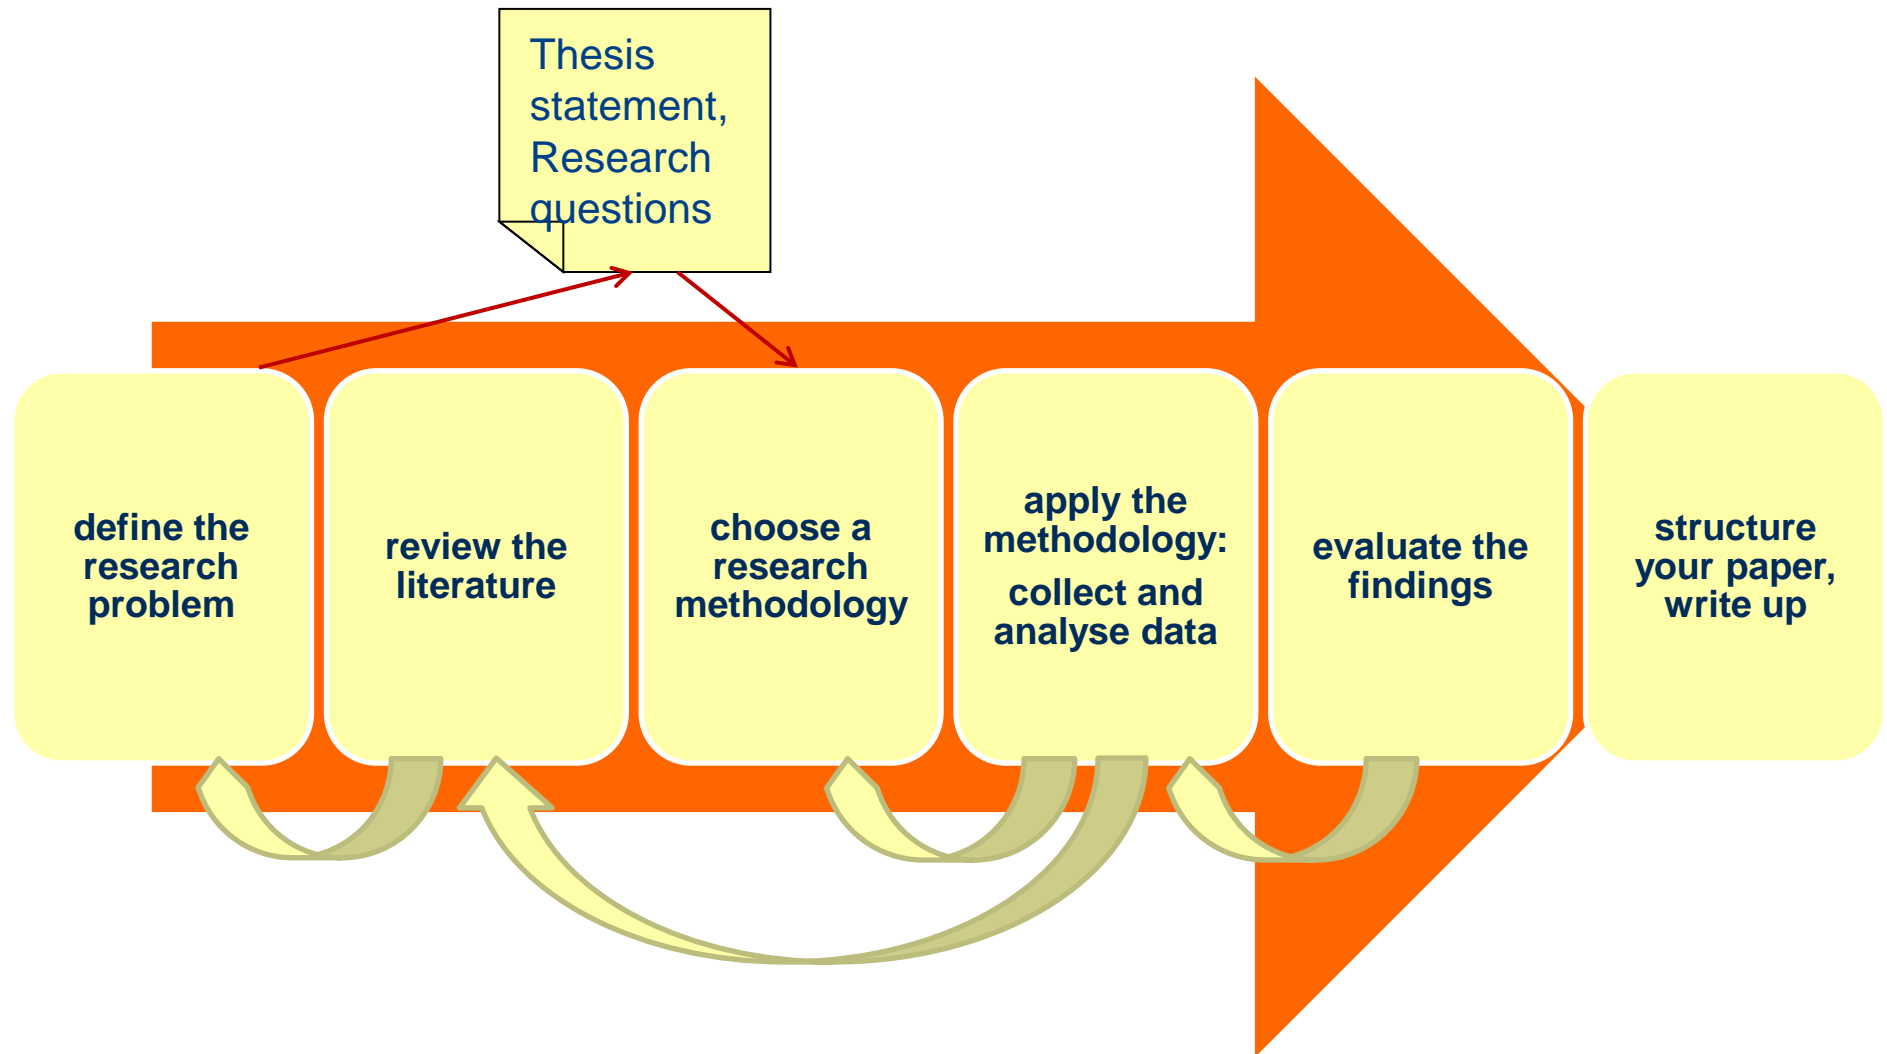 Thesis
statement,
Research
questions
define the
research
problem
review the
literature
choose a
research
methodology
apply the
methodology:
collect and
analyse data
evaluate the
findings
structure
your paper,
write up